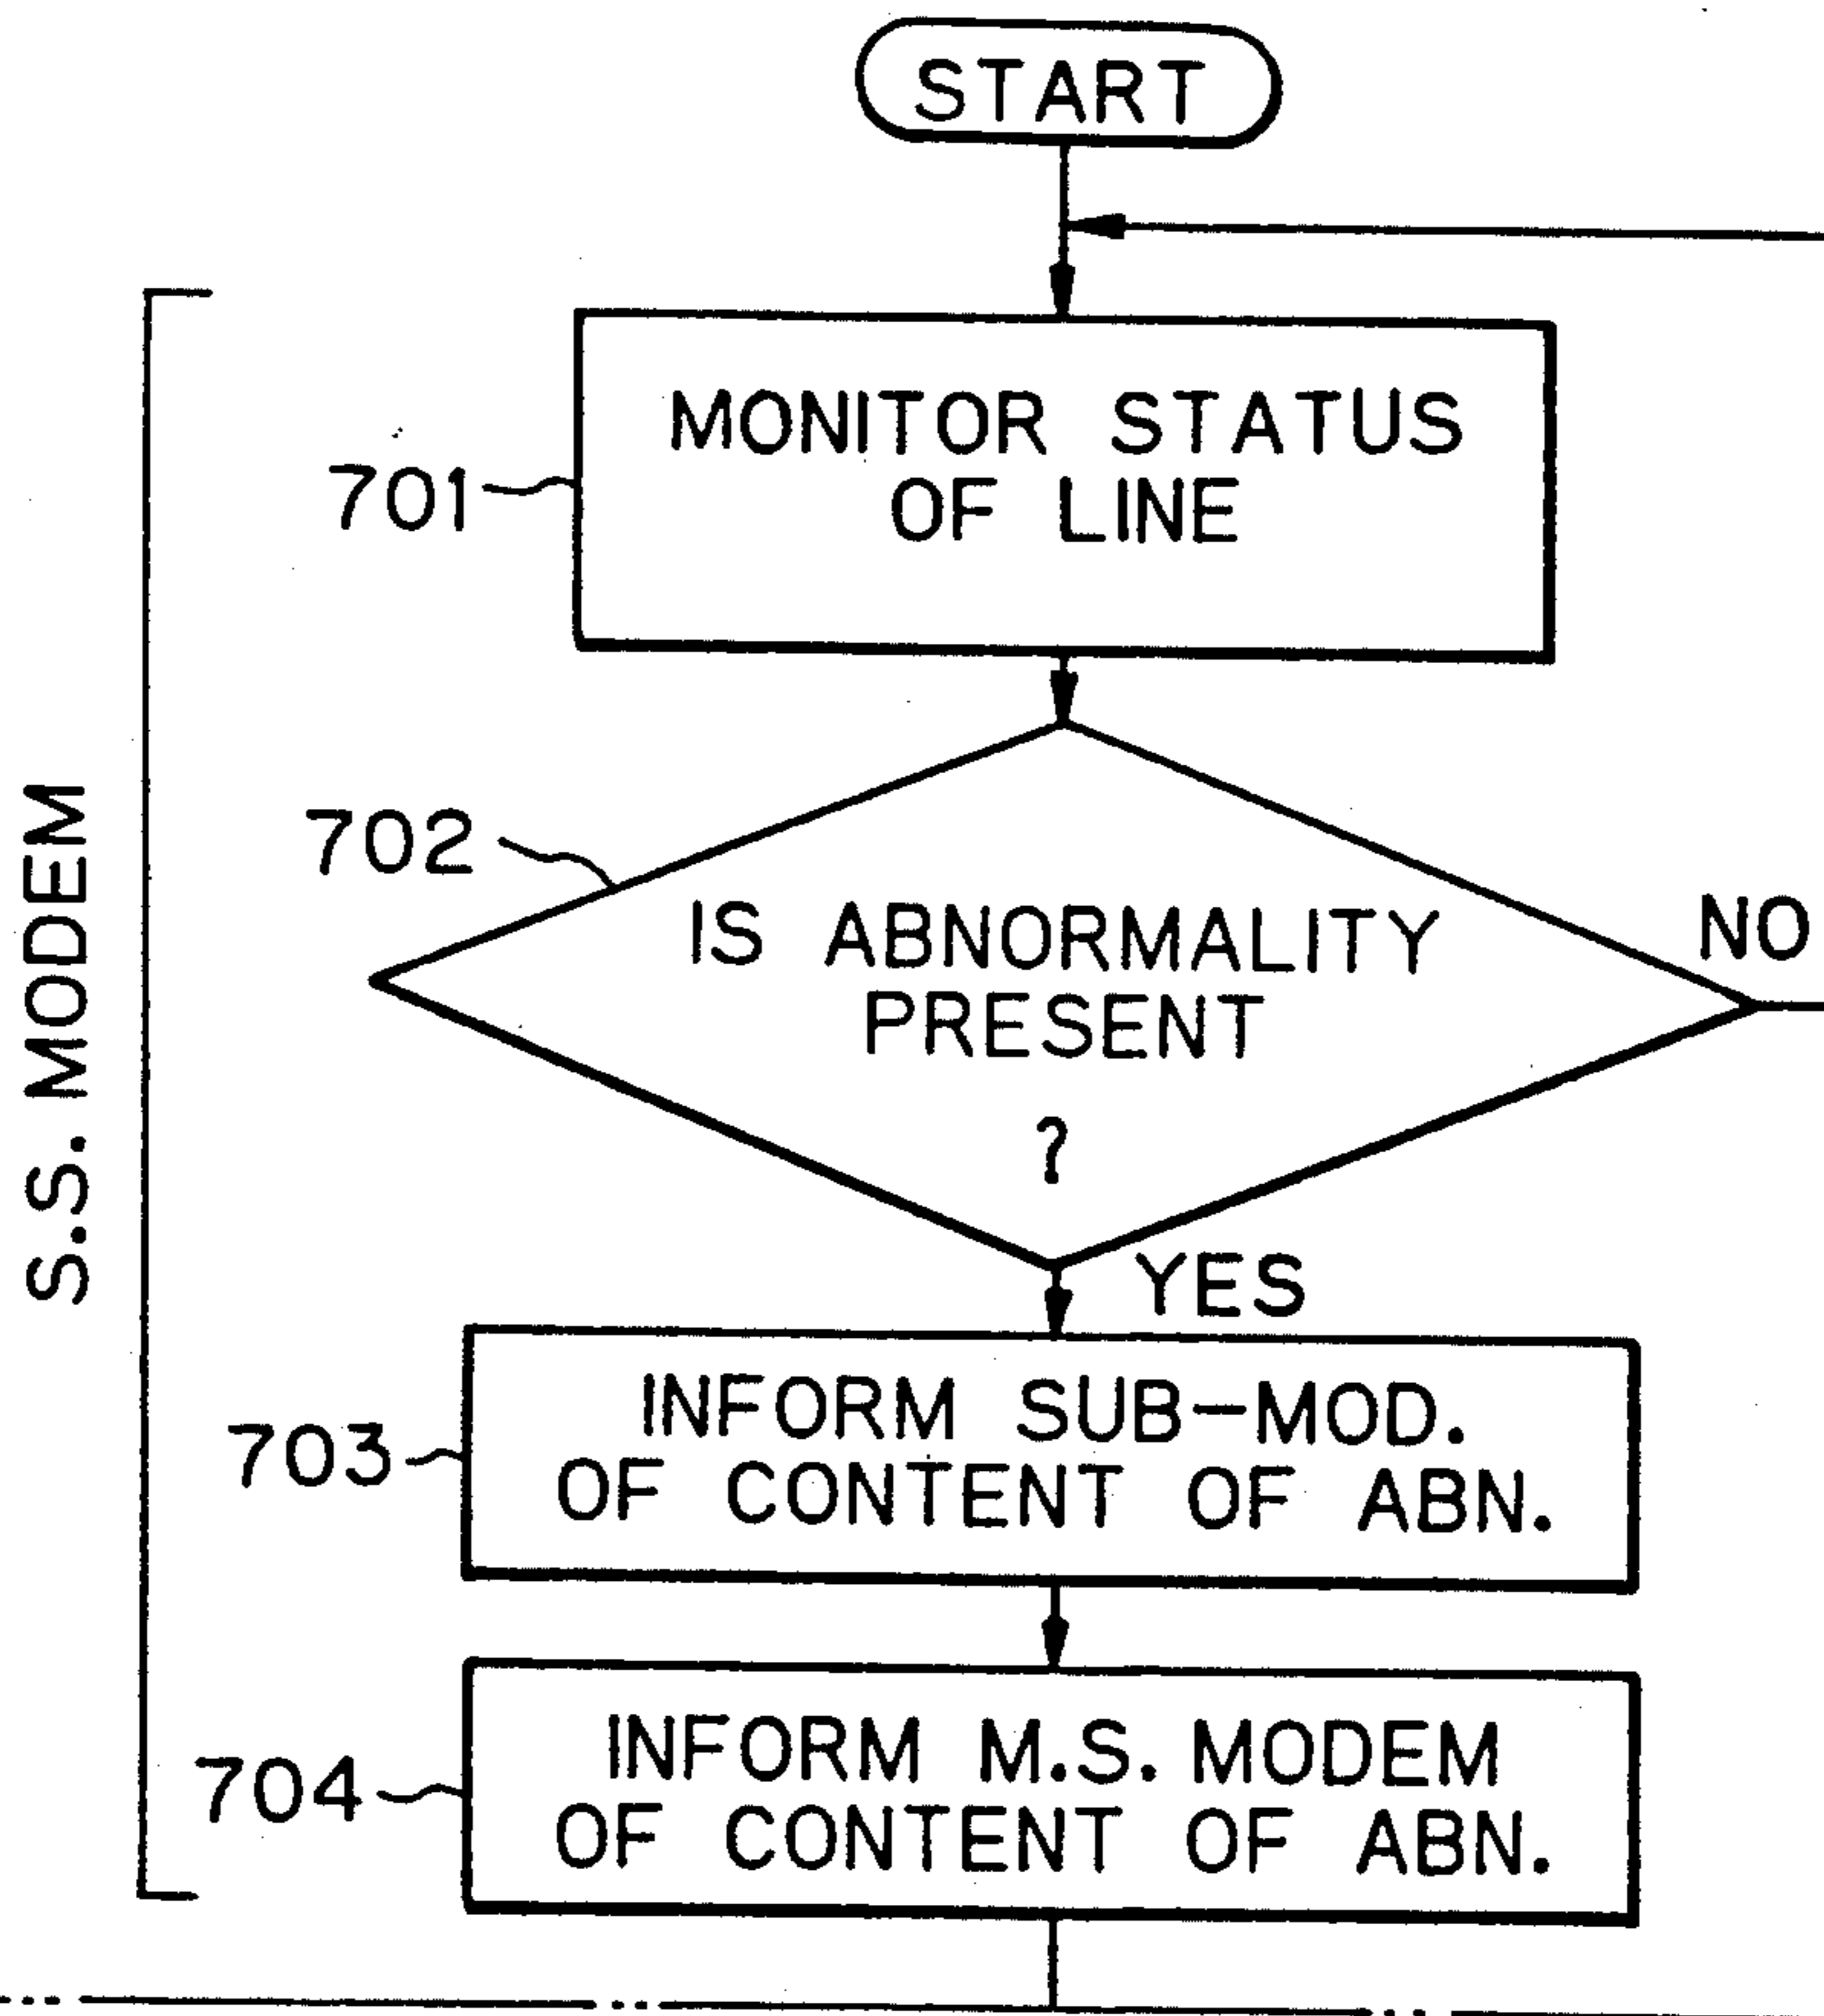 START
MONITOR STATUS
OF LINE
701
702
IS ABNORMALITY
PRESENT
?
NO
YES
S.S. MODEM
INFORM SUB-MOD.
OF CONTENT OF ABN.
703
INFORM M.S. MODEM
OF CONTENT OF ABN.
704